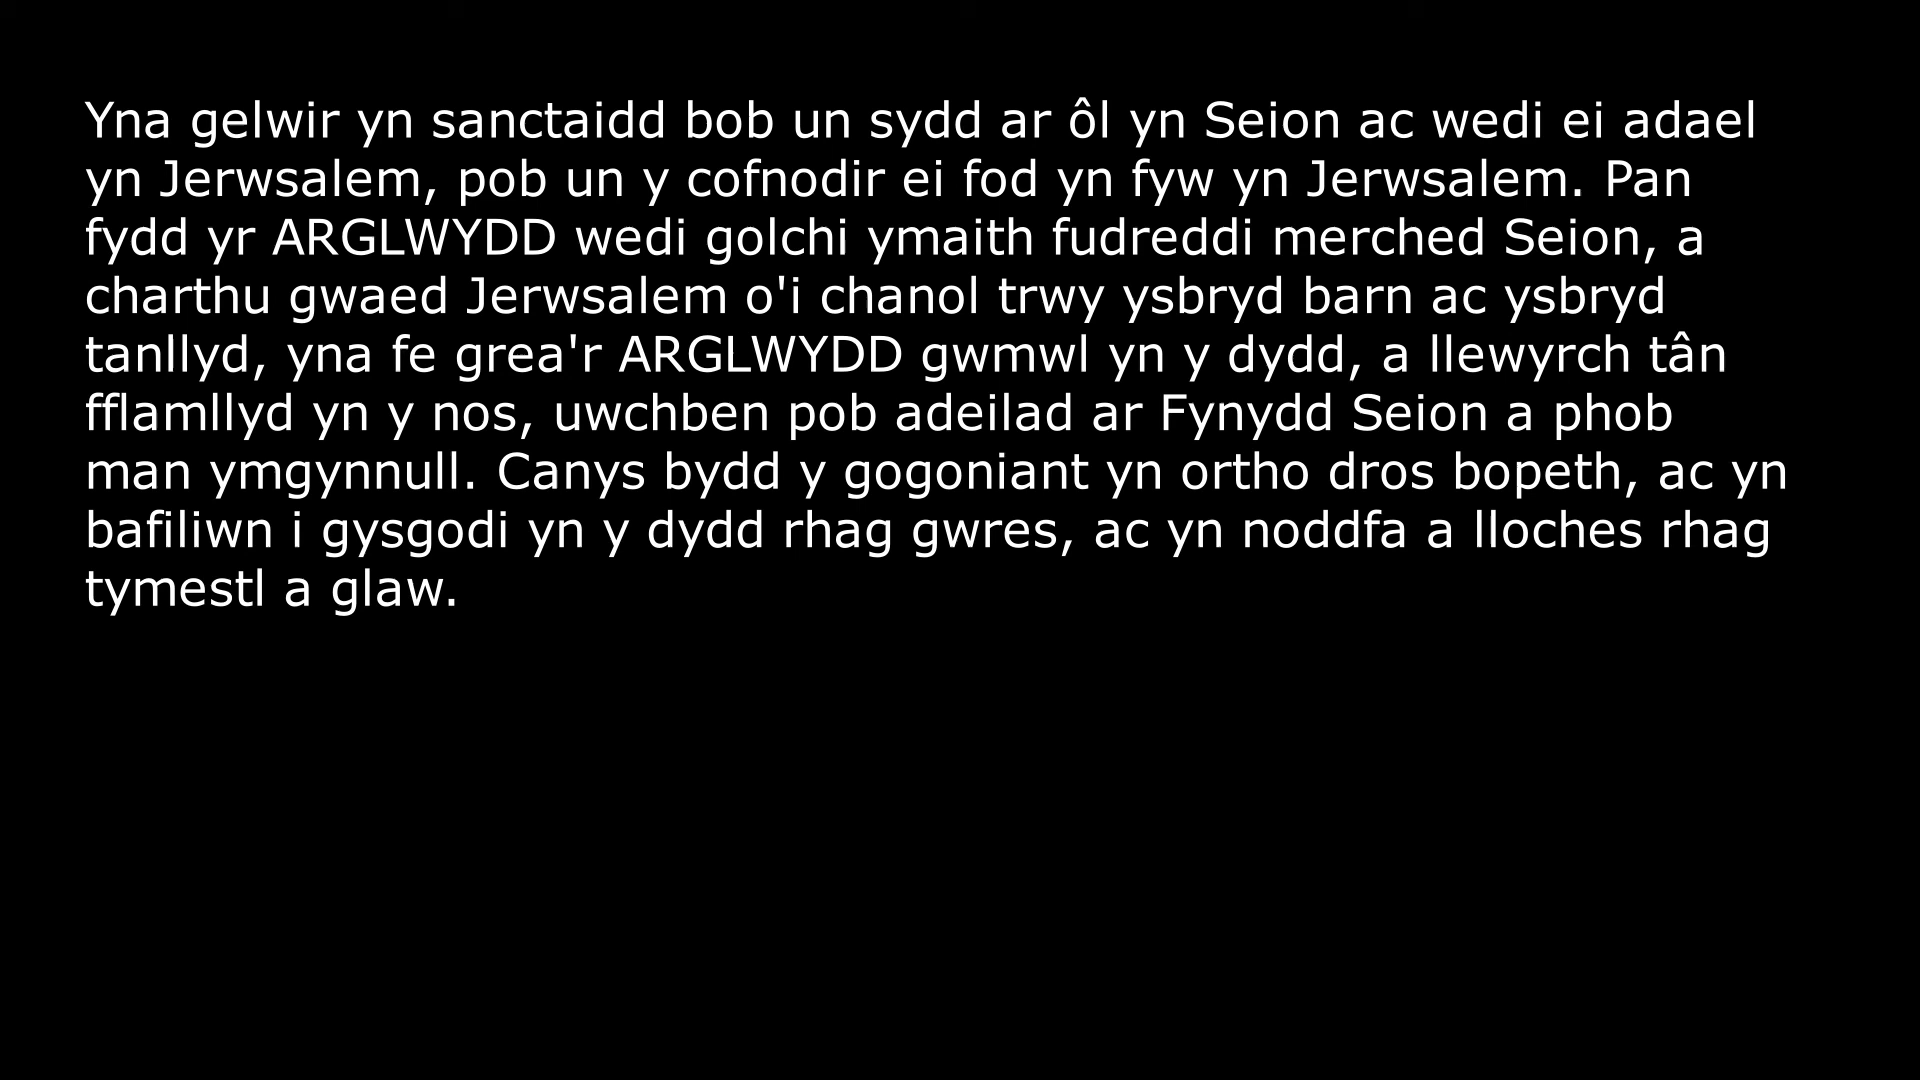 Yna gelwir yn sanctaidd bob un sydd ar ôl yn Seion ac wedi ei adael
yn Jerwsalem, pob un y cofnodir ei fod yn fyw yn Jerwsalem. Pan
fydd yr ARGLWYDD wedi golchi ymaith fudreddi merched Seion, a
charthu gwaed Jerwsalem o'i chanol trwy ysbryd barn ac ysbryd
tanllyd, yna fe grea'r ARGLWYDD gwmwl yn y dydd, a llewyrch tân
fflamllyd yn y nos, uwchben pob adeilad ar Fynydd Seion a phob
man ymgynnull. Canys bydd y gogoniant yn ortho dros bopeth, ac yn
bafiliwn i gysgodi yn y dydd rhag gwres, ac yn noddfa a lloches rhag
tymestl a glaw.